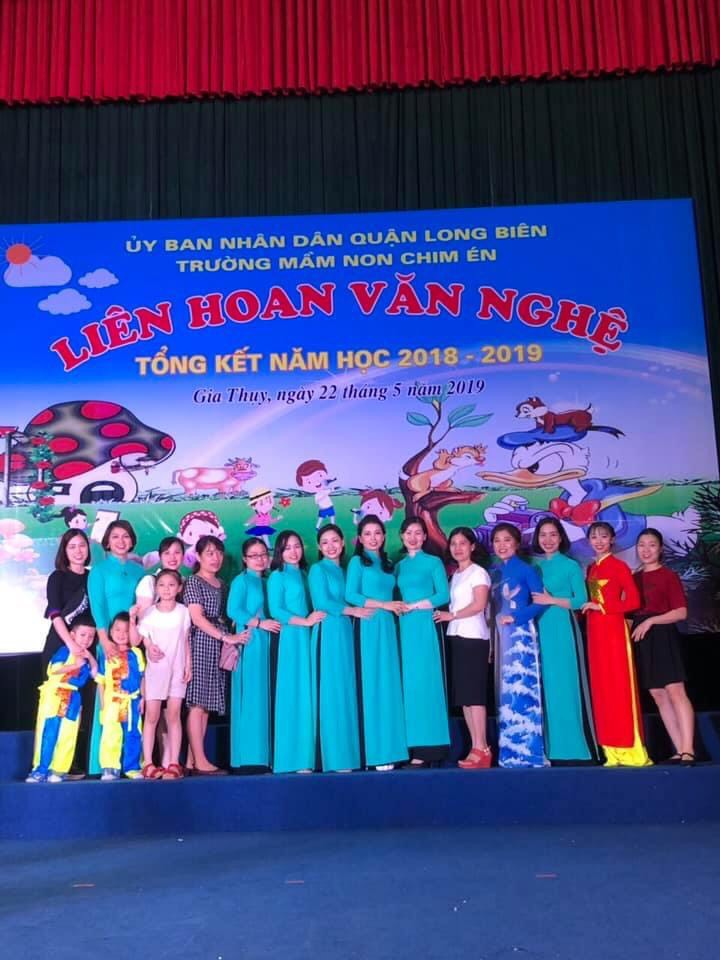 ỦY BAN NHÂN DÂN QUẬN LONG BIÊN
TRƯỜNG MẦM NON CHIM ÉN
LIÊN HOAN VĂN NGHỆ
TỔNG KẾT NĂM HỌC 2018 - 2019
Gia Thụy, ngày 22 tháng 5 năm 2019